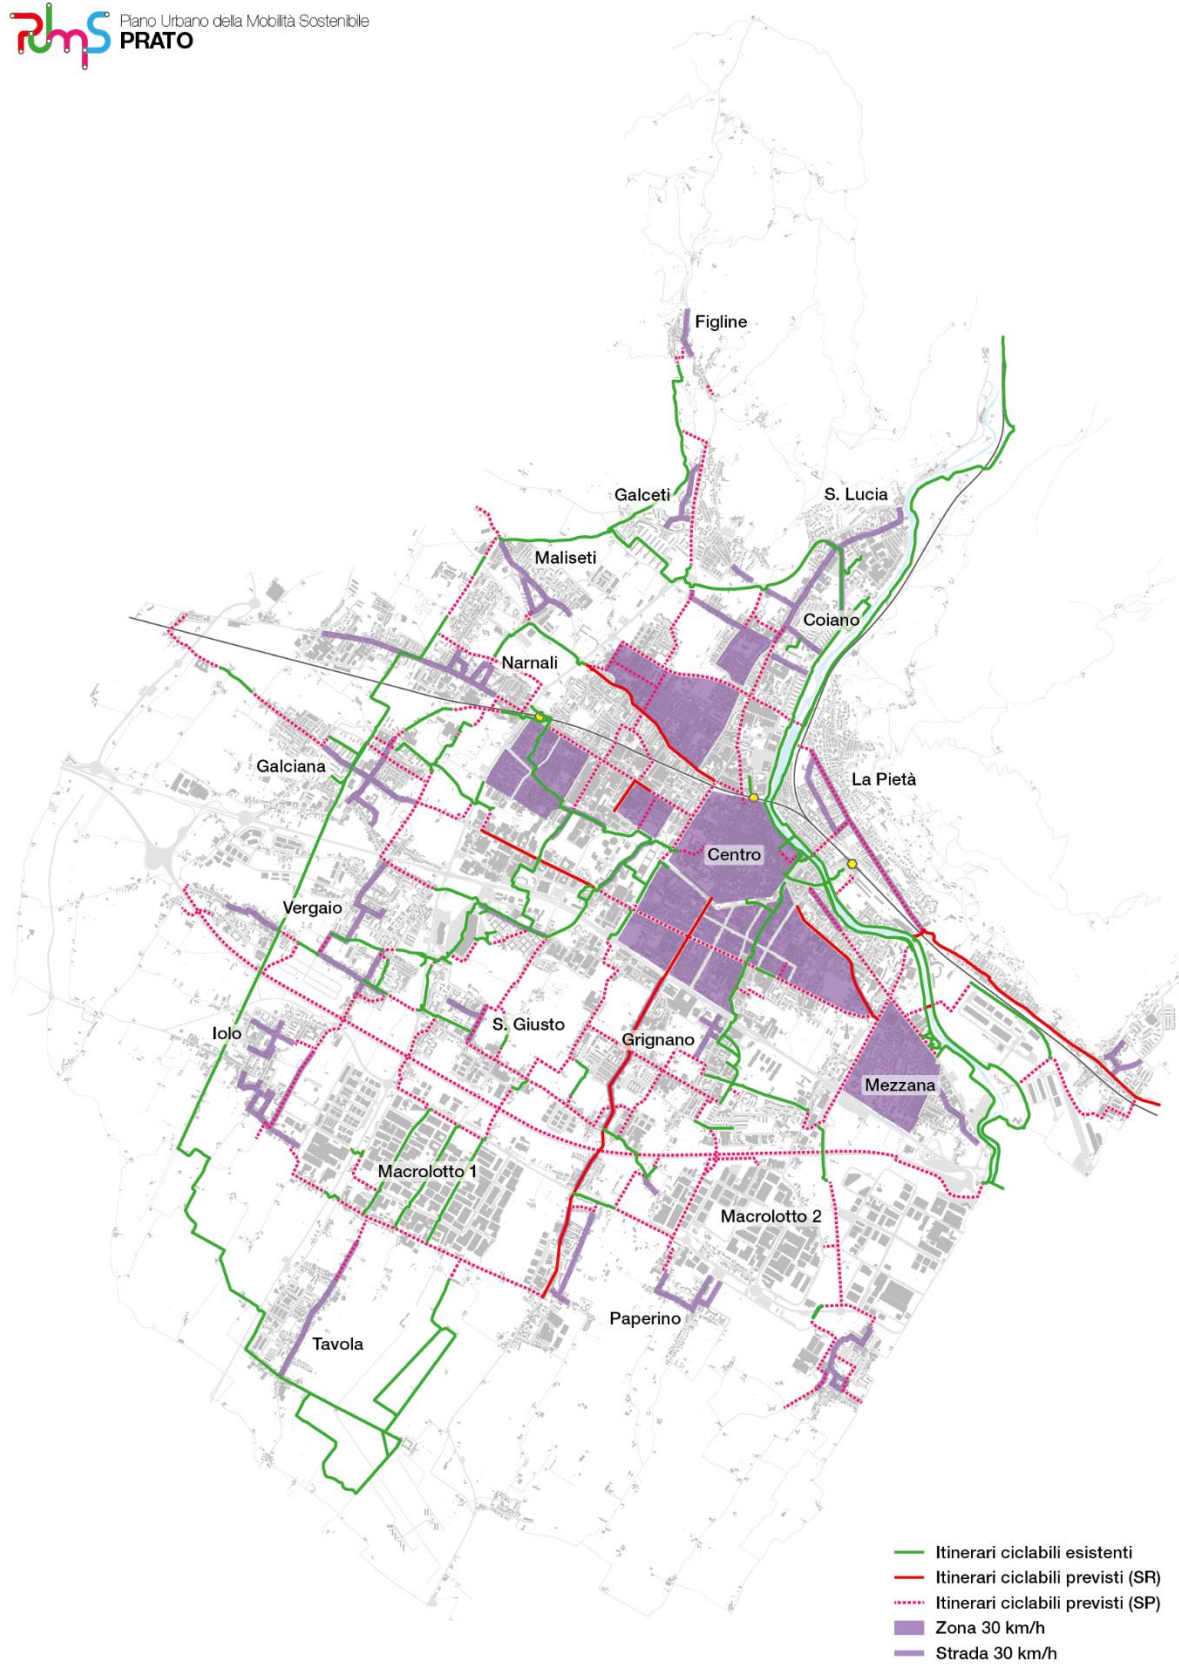 pums
Piano Urbano della Mobilità Sostenibile
PRATO
Figline
Galceti
S. Lucia
Maliseti
Coiano
Narnali
Galciana
La Pietà
Centro
Vergaio
S. Giusto
Iolo
Grignano
Mezzana
Macrolotto 1
Macrolotto 2
Paperino
Tavola
Itinerari ciclabili esistenti
Itinerari ciclabili previsti (SR)
Itinerari ciclabili previsti (SP)
Zona 30 km/h
Strada 30 km/h